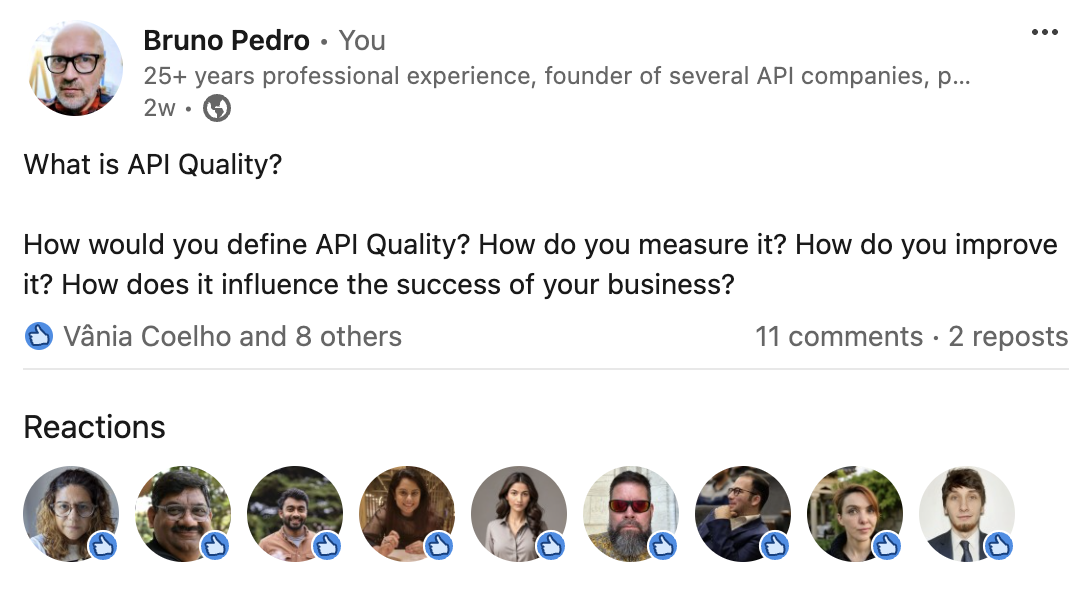 Bruno Pedro • You
25+ years professional experience, founder of several API companies, p...
2w •
What is API Quality?
How would you define API Quality? How do you measure it? How do you improve
it? How does it influence the success of your business?
Vânia Coelho and 8 others
11 comments · 2 reposts
Reactions